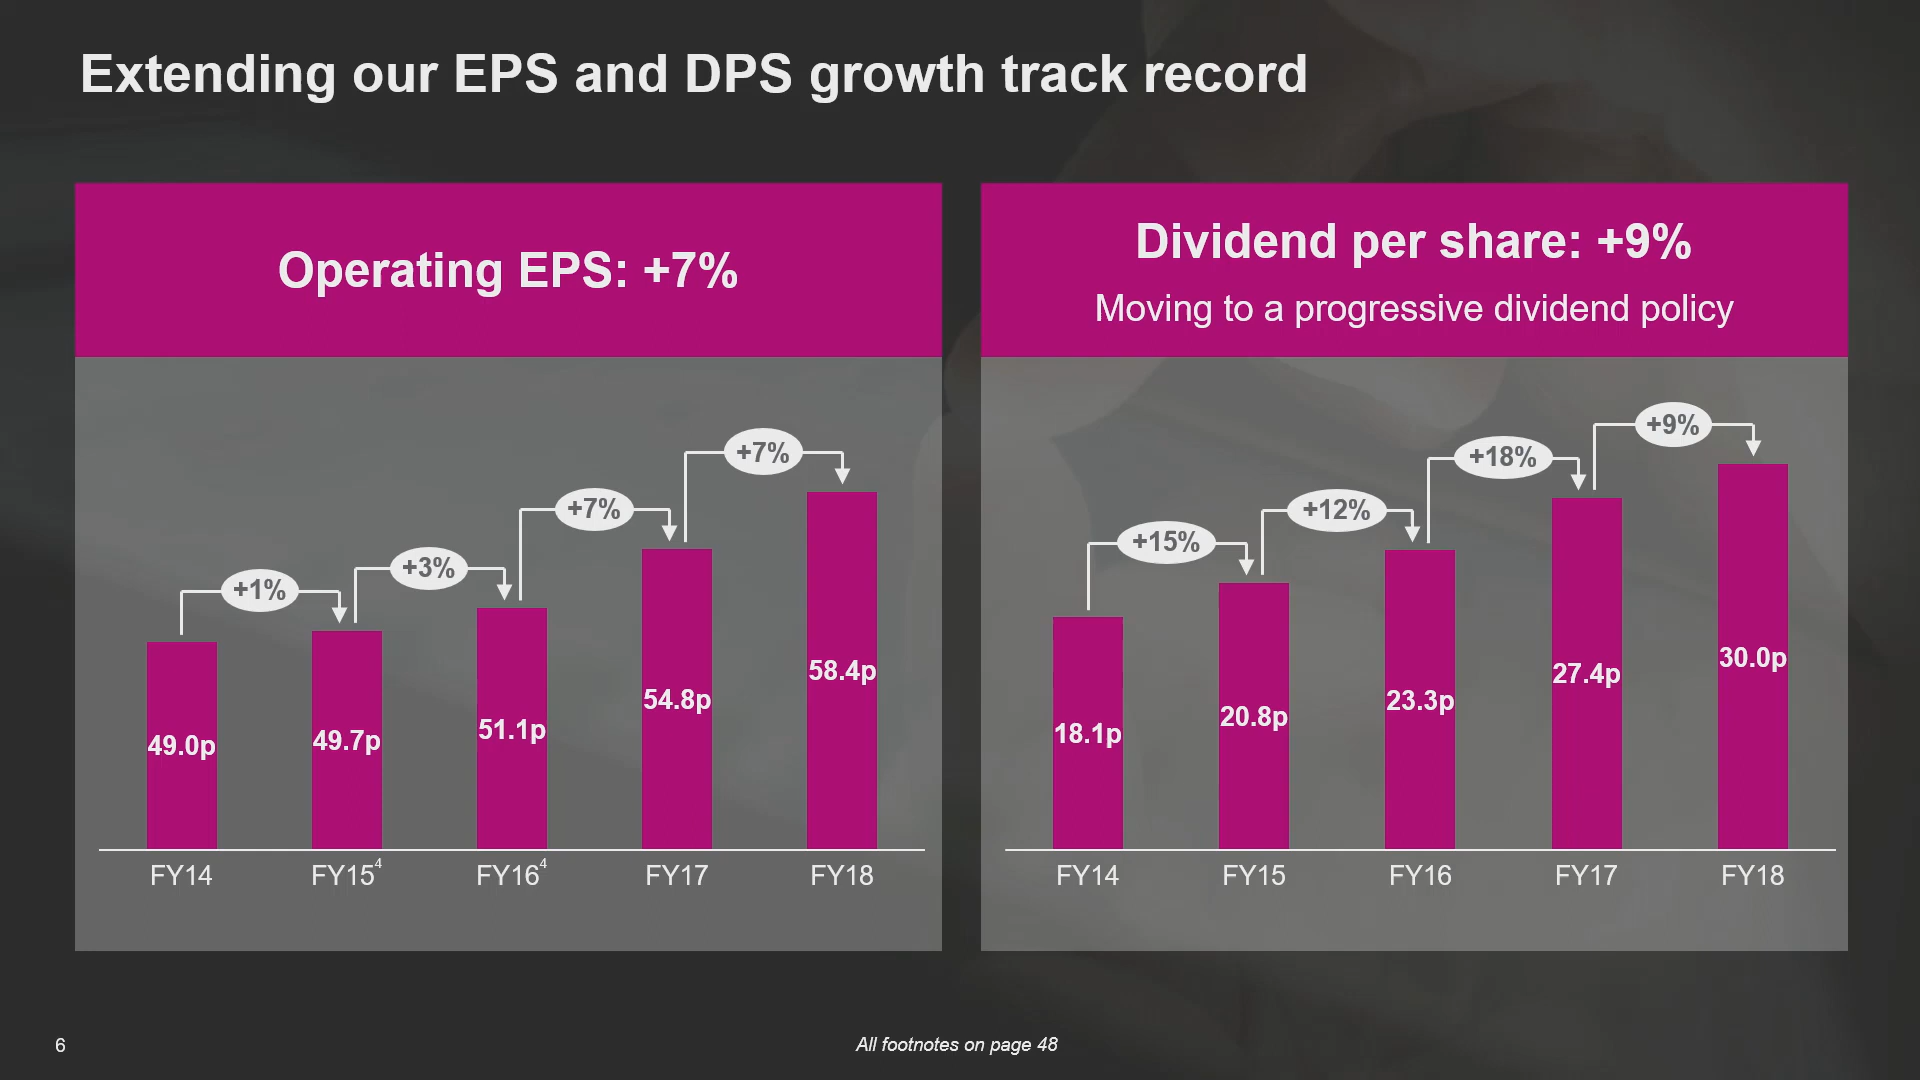 Extending our EPS and DPS growth track record
Operating EPS: +7%
+1%
+3%
+7%
+7%
49.0p
49.7p
51.1p
54.8p
58.4p
FY14
FY15⁴
FY16⁴
FY17
FY18
Dividend per share: +9%
Moving to a progressive dividend policy
+15%
+12%
+18%
+9%
18.1p
20.8p
23.3p
27.4p
30.0p
FY14
FY15
FY16
FY17
FY18
6
All footnotes on page 48